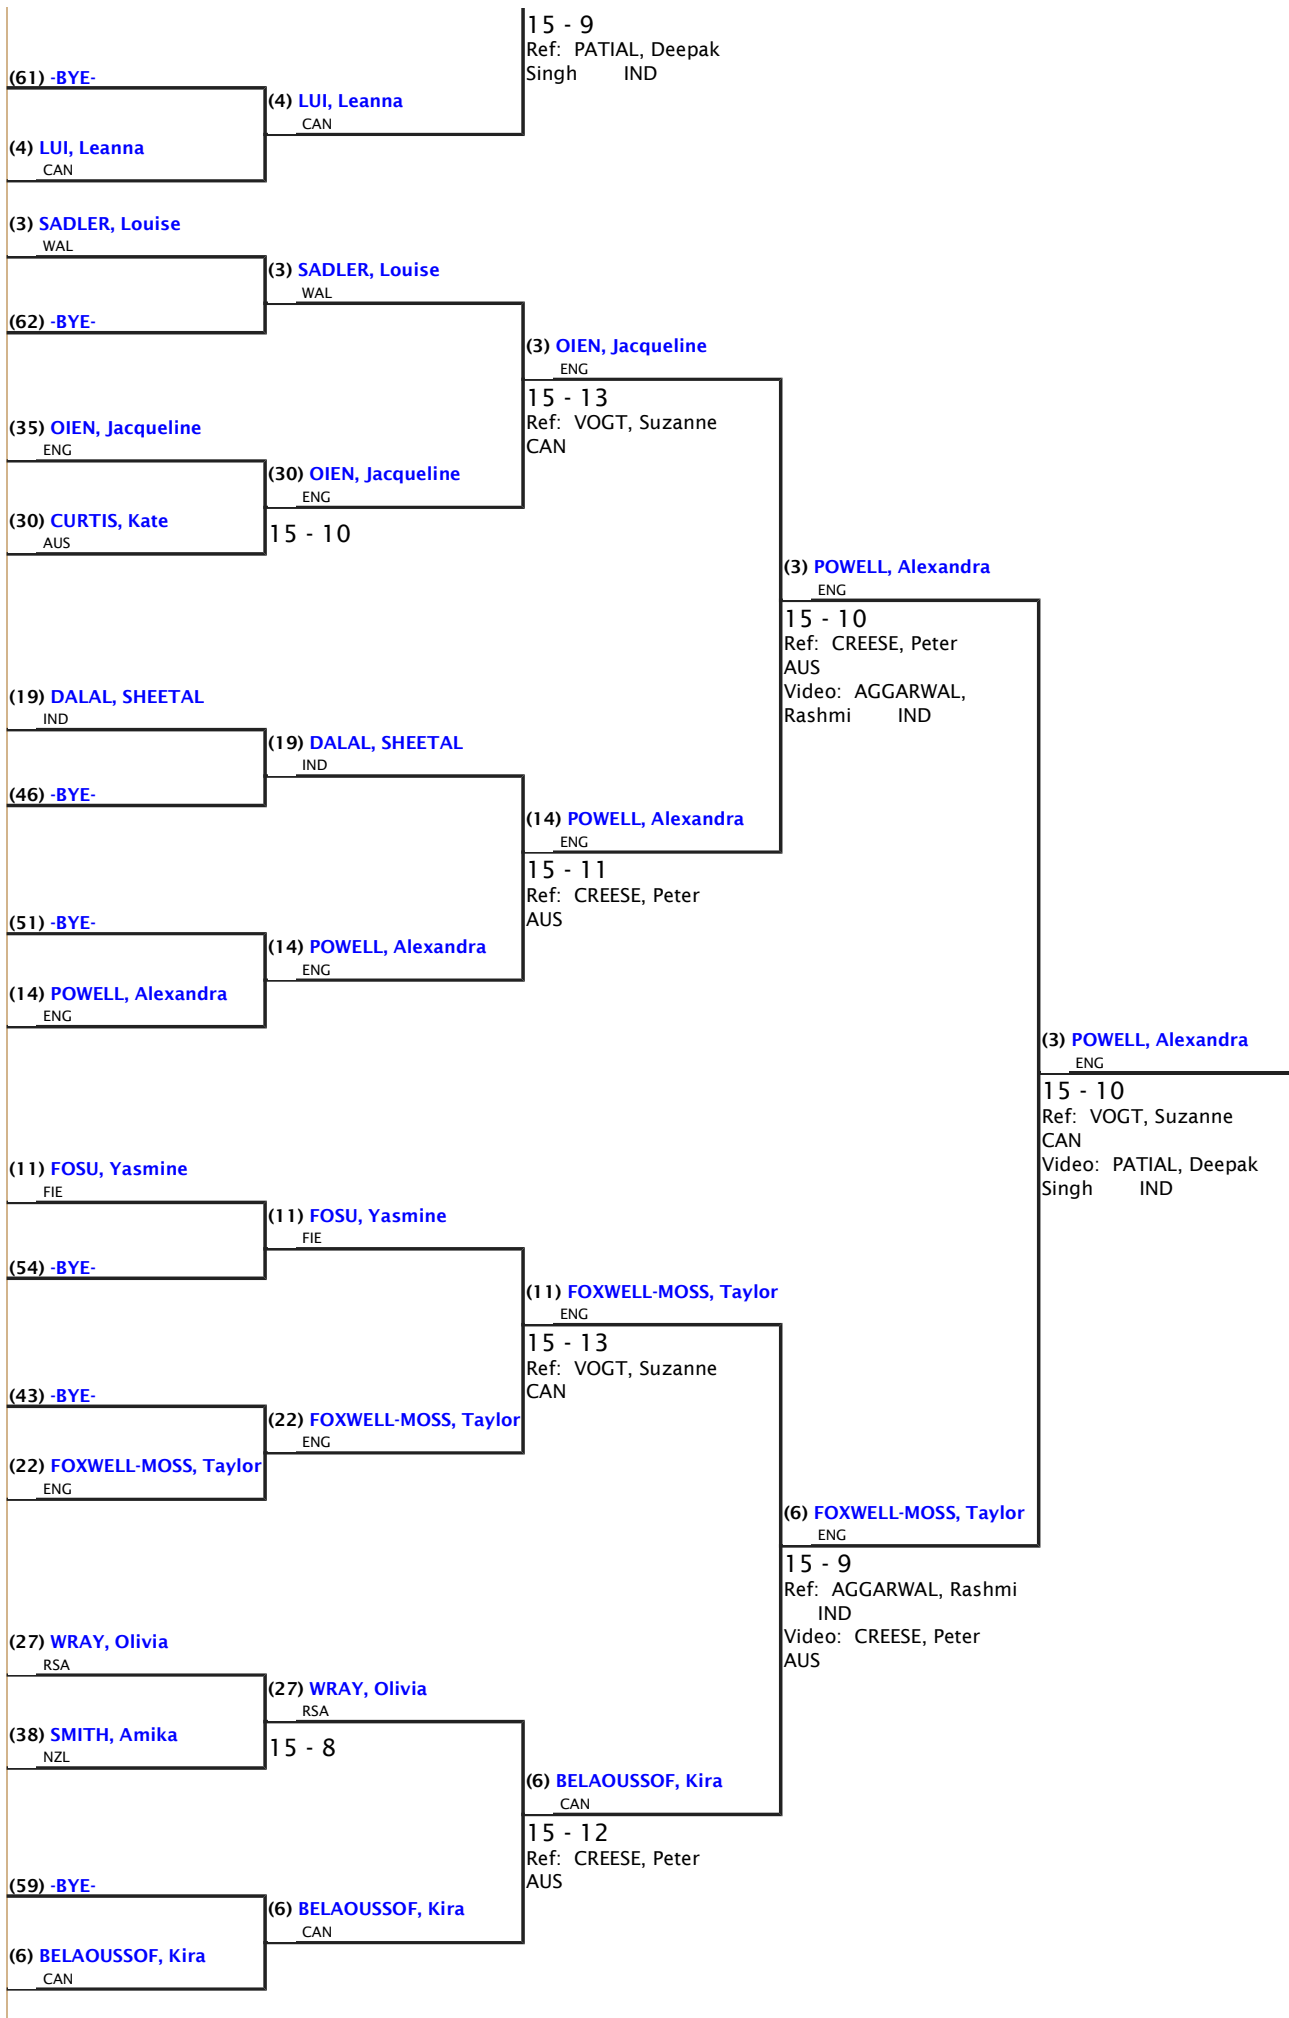 15 - 9
Ref: PATIAL, Deepak
Singh IND
(61) -BYE-
(4) LUI, Leanna
CAN
(4) LUI, Leanna
CAN
(3) SADLER, Louise
WAL
(3) SADLER, Louise
WAL
(62) -BYE-
(3) OIEN, Jacqueline
ENG
15 - 13
Ref: VOGT, Suzanne
CAN
(35) OIEN, Jacqueline
ENG
(30) OIEN, Jacqueline
ENG
(30) CURTIS, Kate
AUS
15 - 10
(3) POWELL, Alexandra
ENG
15 - 10
Ref: CREESE, Peter
AUS
Video: AGGARWAL,
Rashmi IND
(19) DALAL, SHEETAL
IND
(19) DALAL, SHEETAL
IND
(46) -BYE-
(14) POWELL, Alexandra
ENG
15 - 11
Ref: CREESE, Peter
AUS
(51) -BYE-
(14) POWELL, Alexandra
ENG
(14) POWELL, Alexandra
ENG
(3) POWELL, Alexandra
ENG
15 - 10
Ref: VOGT, Suzanne
CAN
Video: PATIAL, Deepak
Singh IND
(11) FOSU, Yasmine
FIE
(11) FOSU, Yasmine
FIE
(54) -BYE-
(11) FOXWELL-MOSS, Taylor
ENG
15 - 13
Ref: VOGT, Suzanne
CAN
(43) -BYE-
(22) FOXWELL-MOSS, Taylor
ENG
(22) FOXWELL-MOSS, Taylor
ENG
(6) FOXWELL-MOSS, Taylor
ENG
15 - 9
Ref: AGGARWAL, Rashmi
IND
Video: CREESE, Peter
AUS
(27) WRAY, Olivia
RSA
(27) WRAY, Olivia
RSA
(38) SMITH, Amika
NZL
15 - 8
(6) BELAOUSSOF, Kira
CAN
15 - 12
Ref: CREESE, Peter
AUS
(59) -BYE-
(6) BELAOUSSOF, Kira
CAN
(6) BELAOUSSOF, Kira
CAN